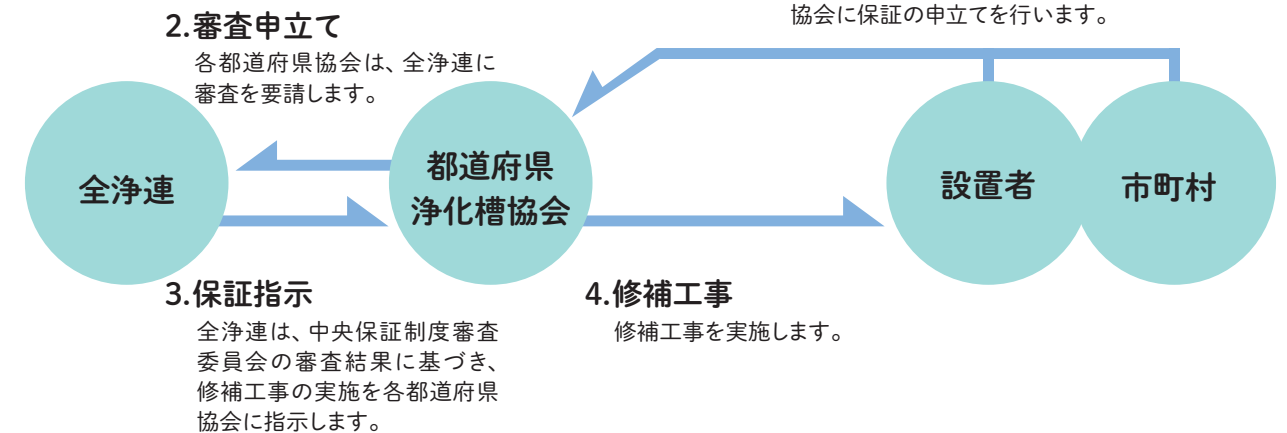 協会に保証の申立てを行います。
2.審査申立て
各都道府県協会は、全浄連に
審査を要請します。
全浄連
都道府県
浄化槽協会
設置者
市町村
3.保証指示
全浄連は、中央保証制度審査
委員会の審査結果に基づき、
修補工事の実施を各都道府県
協会に指示します。
4.修補工事
修補工事を実施します。